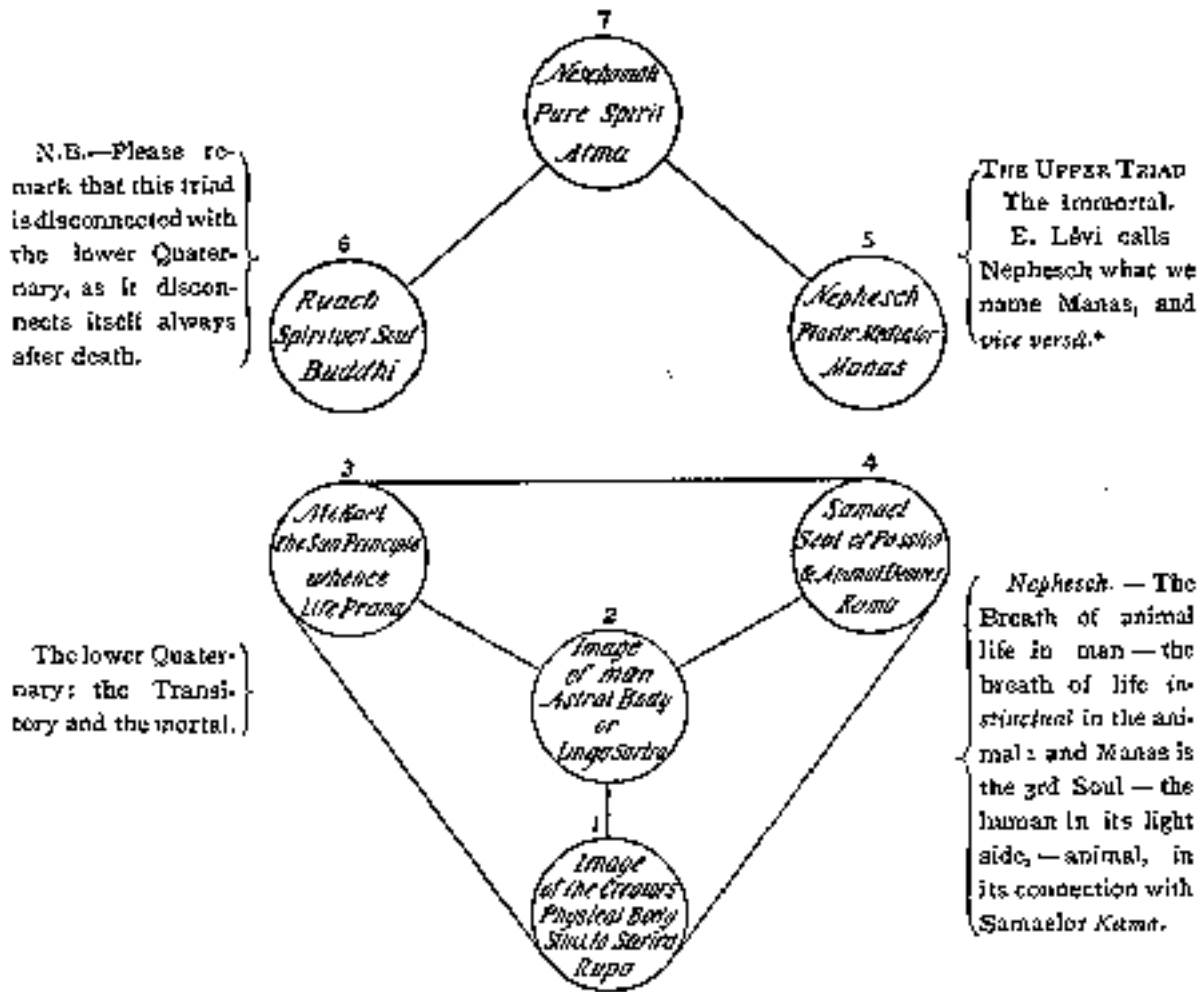 7
Neschamah
Pure Spirit
Atma
N.B.—Please re-
mark that this triad
is disconnected with
the lower Quater-
nary, as it discon-
nects itself always
after death.
6
Ruach
Spiritual Soul
Buddhi
5
Nephesch
Plastic Mediator
Manas
THE UPPER TRIAD
The immortal.
E. Lévi calls
Nephesch what we
name Manas, and
vice versâ.*
3
the Sun Principle
whence
Life Prana
4
Samael
Seat of Passion
& Animal Desires
Kama
2
Image
of man
Astral Body
or
Linga Sarira
The lower Quater-
nary: the Transi-
tory and the mortal.
1
Image
of the Creators
Physical Body
Sarira
Rupa
Nephesch. — The
Breath of animal
life in man — the
breath of life in-
stinctual in the ani-
mal: and Manas is
the 3rd Soul — the
human in its light
side, — animal, in
its connection with
Samael or Kama.